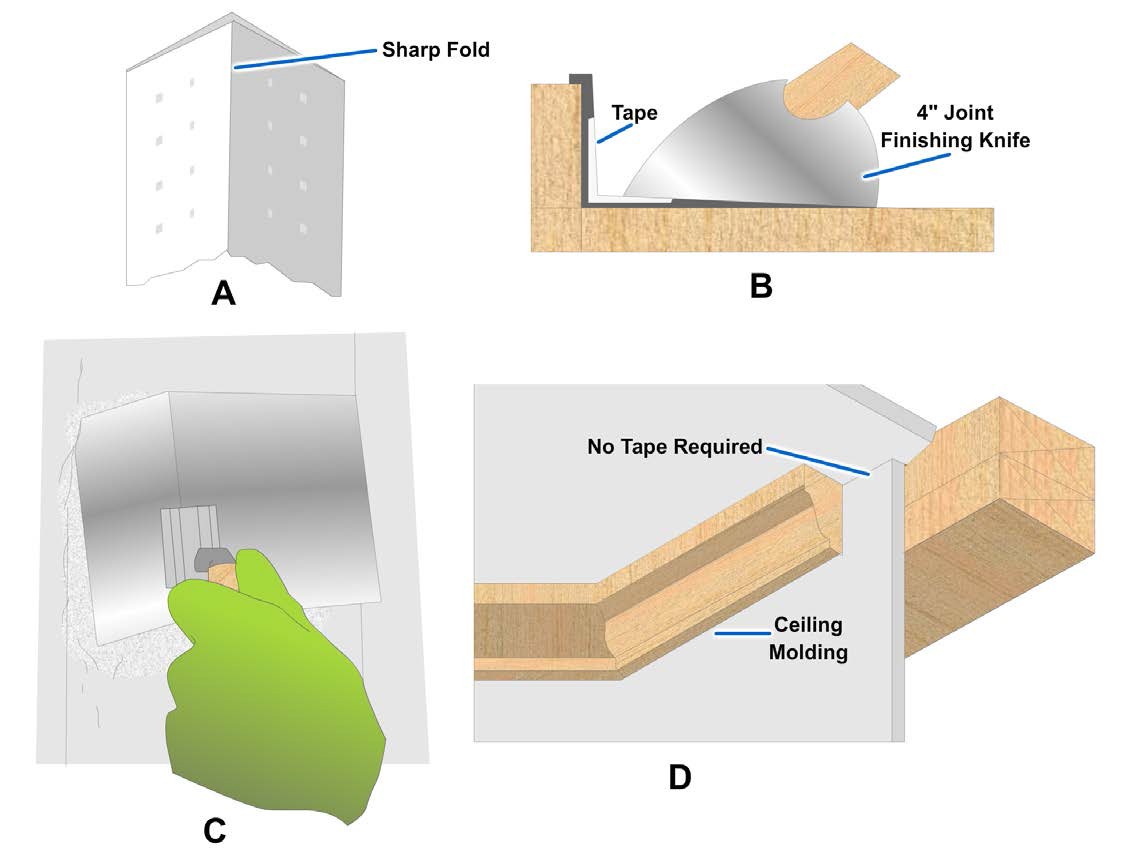 Sharp Fold
A
Tape
4" Joint
Finishing Knife
B
C
No Tape Required
Ceiling
Molding
D